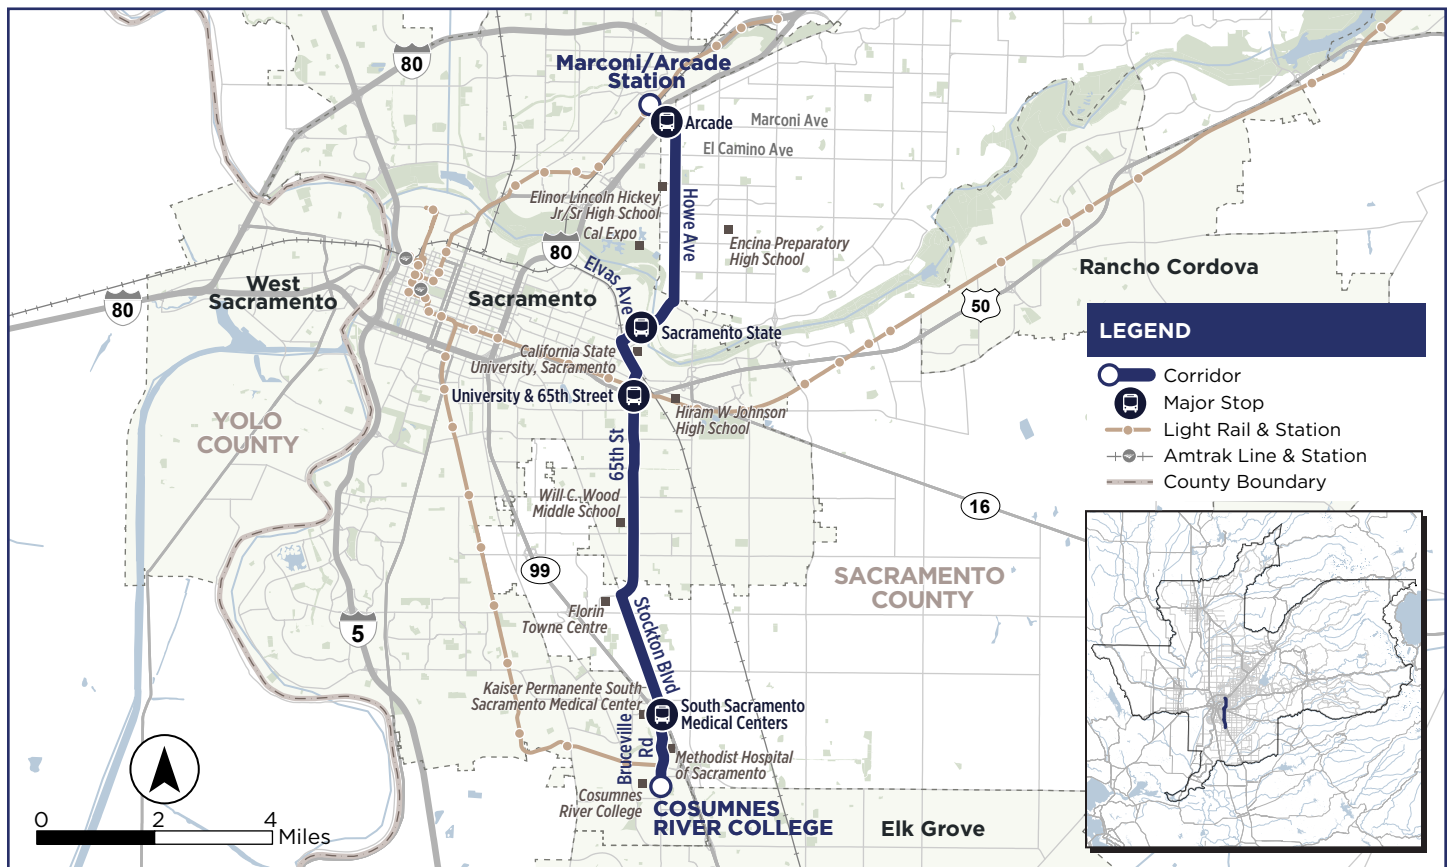 80
Marconi/Arcade
Station
Arcade
Marconi Ave
El Camino Ave
Elinor Lincoln Hickey
Jr/Sr High School
Howe Ave
Cal Expo
Encina Preparatory
High School
80
Elvas Ave
Rancho Cordova
West
Sacramento
Sacramento
80
50
Sacramento State
California State
University, Sacramento
University & 65th Street
Hiram W Johnson
High School
YOLO
COUNTY
65th St
Will C. Wood
Middle School
16
99
SACRAMENTO
COUNTY
Florin
Towne Centre
Stockton Blvd
5
Kaiser Permanente South
Sacramento Medical Center
South Sacramento
Medical Centers
Bruceville
Rd
Methodist Hospital
of Sacramento
Cosumnes
River College
COSUMNES
RIVER COLLEGE
Elk Grove
0 2 4
Miles
LEGEND
Corridor
Major Stop
Light Rail & Station
Amtrak Line & Station
County Boundary